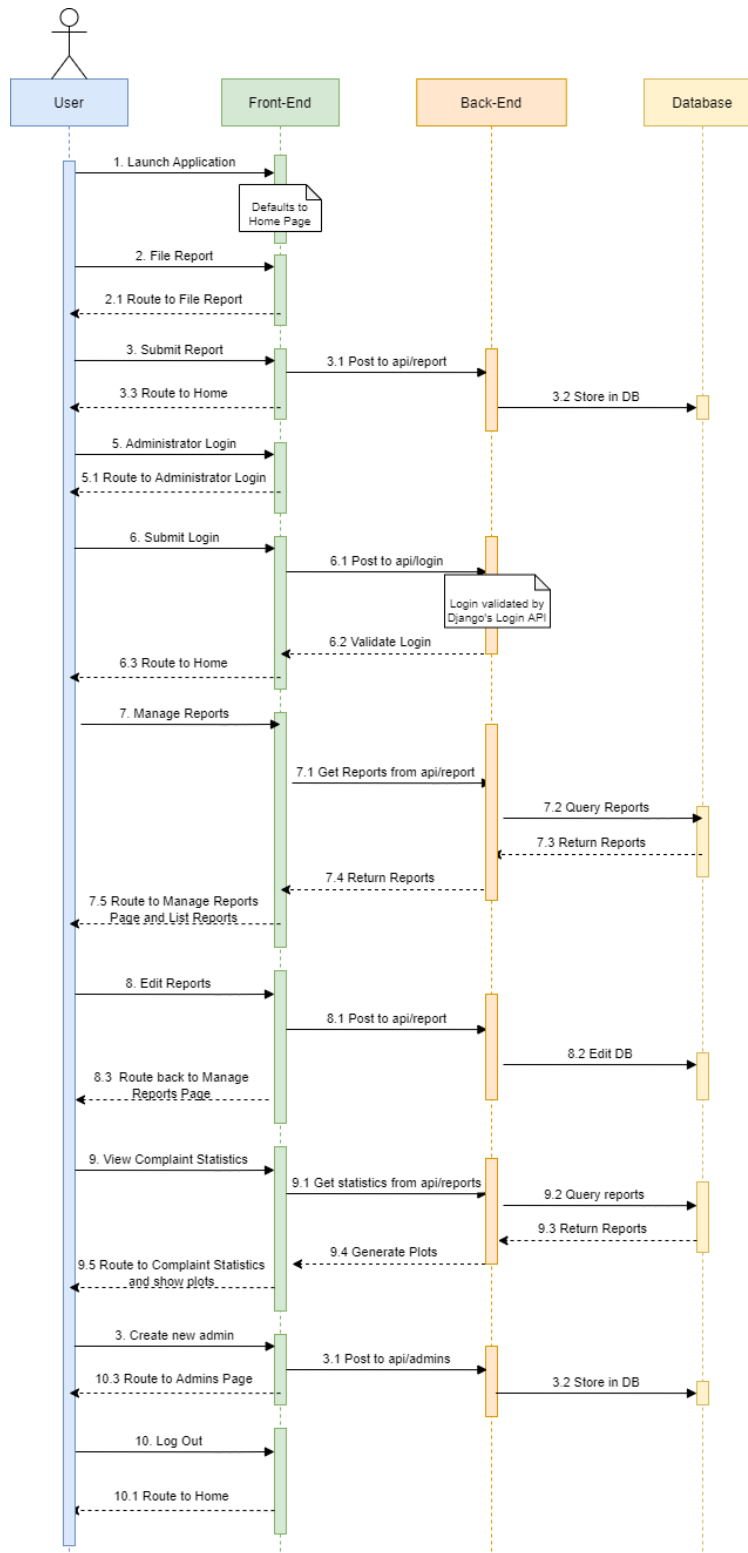 User
Front-End
Back-End
Database
1. Launch Application
Defaults to
Home Page
2. File Report
2.1 Route to File Report
3. Submit Report
3.1 Post to api/report
3.3 Route to Home
3.2 Store in DB
5. Administrator Login
5.1 Route to Administrator Login
6. Submit Login
6.1 Post to api/login
Login validated by
Django's Login API
6.2 Validate Login
6.3 Route to Home
7. Manage Reports
7.1 Get Reports from api/report
7.2 Query Reports
7.3 Return Reports
7.4 Return Reports
7.5 Route to Manage Reports
Page and List Reports
8. Edit Reports
8.1 Post to api/report
8.2 Edit DB
8.3 Route back to Manage
Reports Page
9. View Complaint Statistics
9.1 Get statistics from api/reports
9.2 Query reports
9.3 Return Reports
9.4 Generate Plots
9.5 Route to Complaint Statistics
and show plots
3. Create new admin
3.1 Post to api/admins
10.3 Route to Admins Page
3.2 Store in DB
10. Log Out
10.1 Route to Home